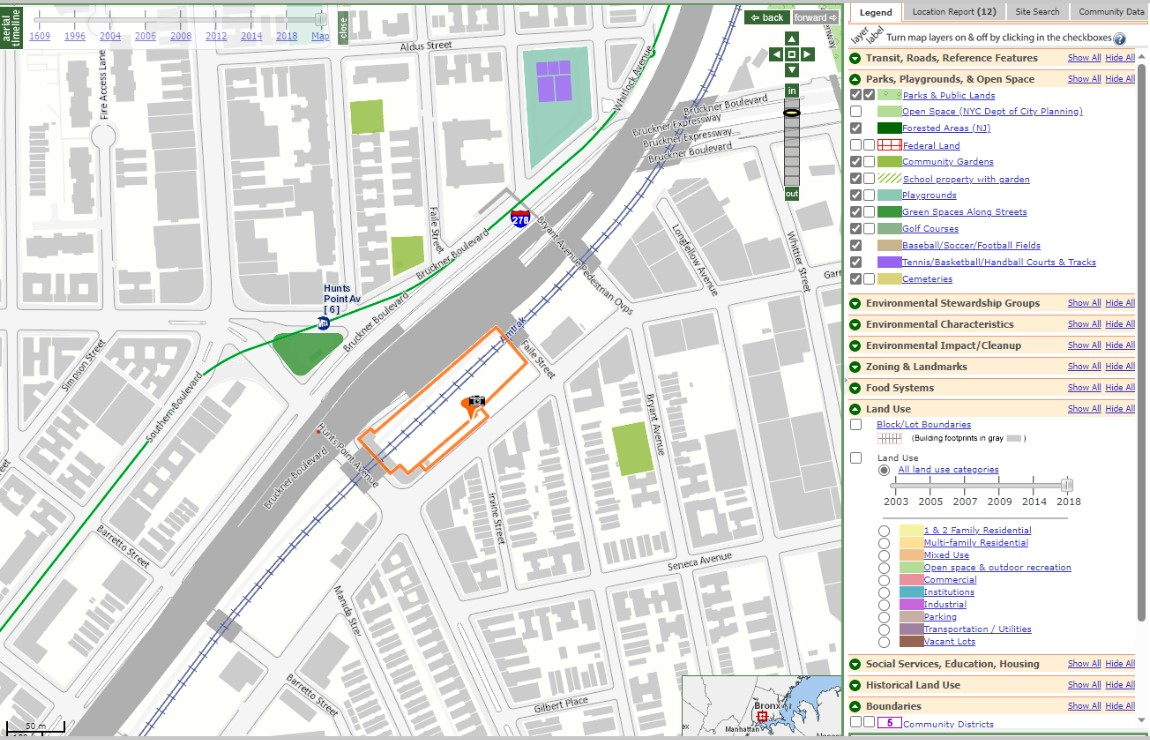 aerial timeline
1609 1996 2004 2006 2008 2012 2014 2018 Map
close
back forward
in
out
Aldus Street
Fire Access Lane
Whitlock Avenue
Bruckner Boulevard
Bruckner Expressway
Bruckner Expressway
Bruckner Boulevard
Faile Street
278
Bruckner Boulevard
Bryant Avenue Pedestrian Ovps
Longfellow Avenue
Whittier Street
Garr
Hunts
Point Av
[ 6 ]
Bruckner Boulevard
Amtrak
Faile Street
Simpson Street
Southern Boulevard
Bryant Avenue
Hunts Point Avenue
Bruckner Boulevard
Irvine Street
Barretto Street
Seneca Avenue
Manida Stre
Barretto Street
Gilbert Place
50 m
Bronx
Manhattan
Legend Location Report (12) Site Search Community Data
layer label Turn map layers on & off by clicking in the checkboxes ?
Transit, Roads, Reference Features Show All Hide All
Parks, Playgrounds, & Open Space Show All Hide All
Parks & Public Lands
Open Space (NYC Dept of City Planning)
Forested Areas (NJ)
Federal Land
Community Gardens
School property with garden
Playgrounds
Green Spaces Along Streets
Golf Courses
Baseball/Soccer/Football Fields
Tennis/Basketball/Handball Courts & Tracks
Cemeteries
Environmental Stewardship Groups Show All Hide All
Environmental Characteristics Show All Hide All
Environmental Impact/Cleanup Show All Hide All
Zoning & Landmarks Show All Hide All
Food Systems Show All Hide All
Land Use Show All Hide All
Block/Lot Boundaries
(Building footprints in gray )
Land Use
All land use categories
2003 2005 2007 2009 2014 2018
1 & 2 Family Residential
Multi-family Residential
Mixed Use
Open space & outdoor recreation
Commercial
Institutions
Industrial
Parking
Transportation / Utilities
Vacant Lots
Social Services, Education, Housing Show All Hide All
Historical Land Use Show All Hide All
Boundaries Show All Hide All
5 Community Districts